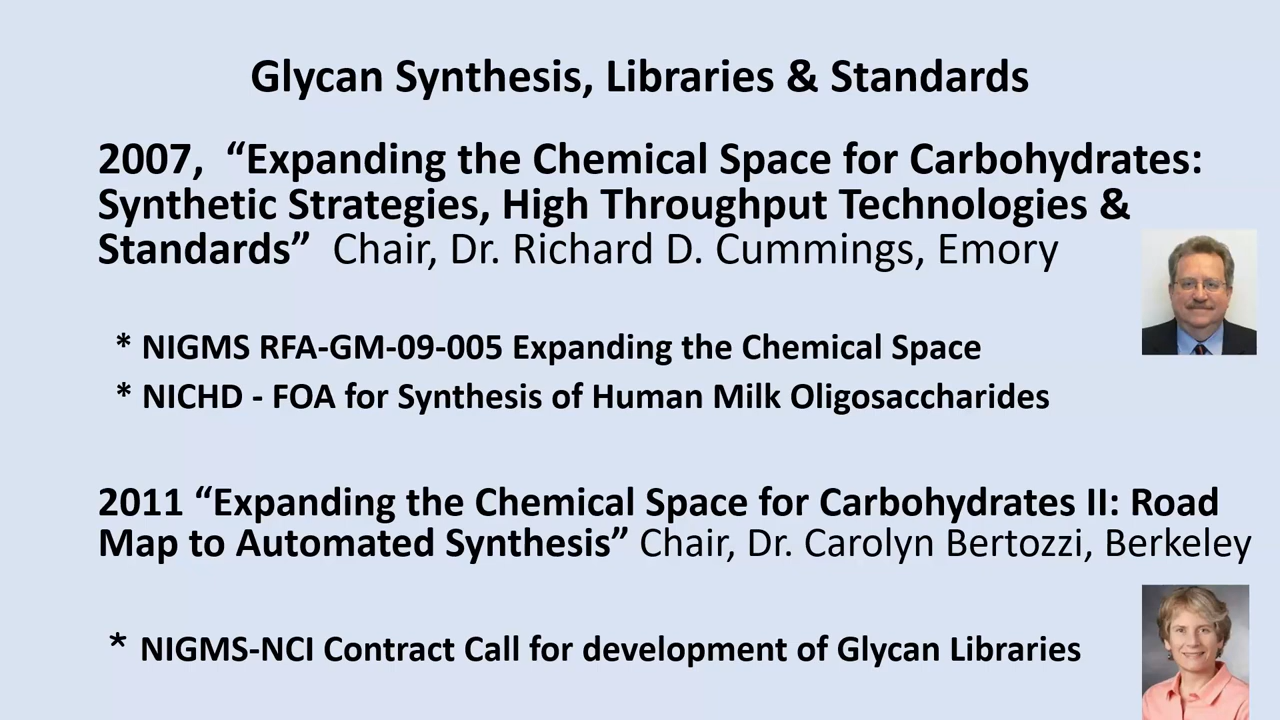 Glycan Synthesis, Libraries & Standards
2007,  “Expanding the Chemical Space for Carbohydrates:
Synthetic Strategies, High Throughput Technologies &
Standards”  Chair, Dr. Richard D. Cummings, Emory
* NIGMS RFA-GM-09-005 Expanding the Chemical Space
* NICHD - FOA for Synthesis of Human Milk Oligosaccharides
2011 “Expanding the Chemical Space for Carbohydrates II: Road
Map to Automated Synthesis” Chair, Dr. Carolyn Bertozzi, Berkeley
* NIGMS-NCI Contract Call for development of Glycan Libraries